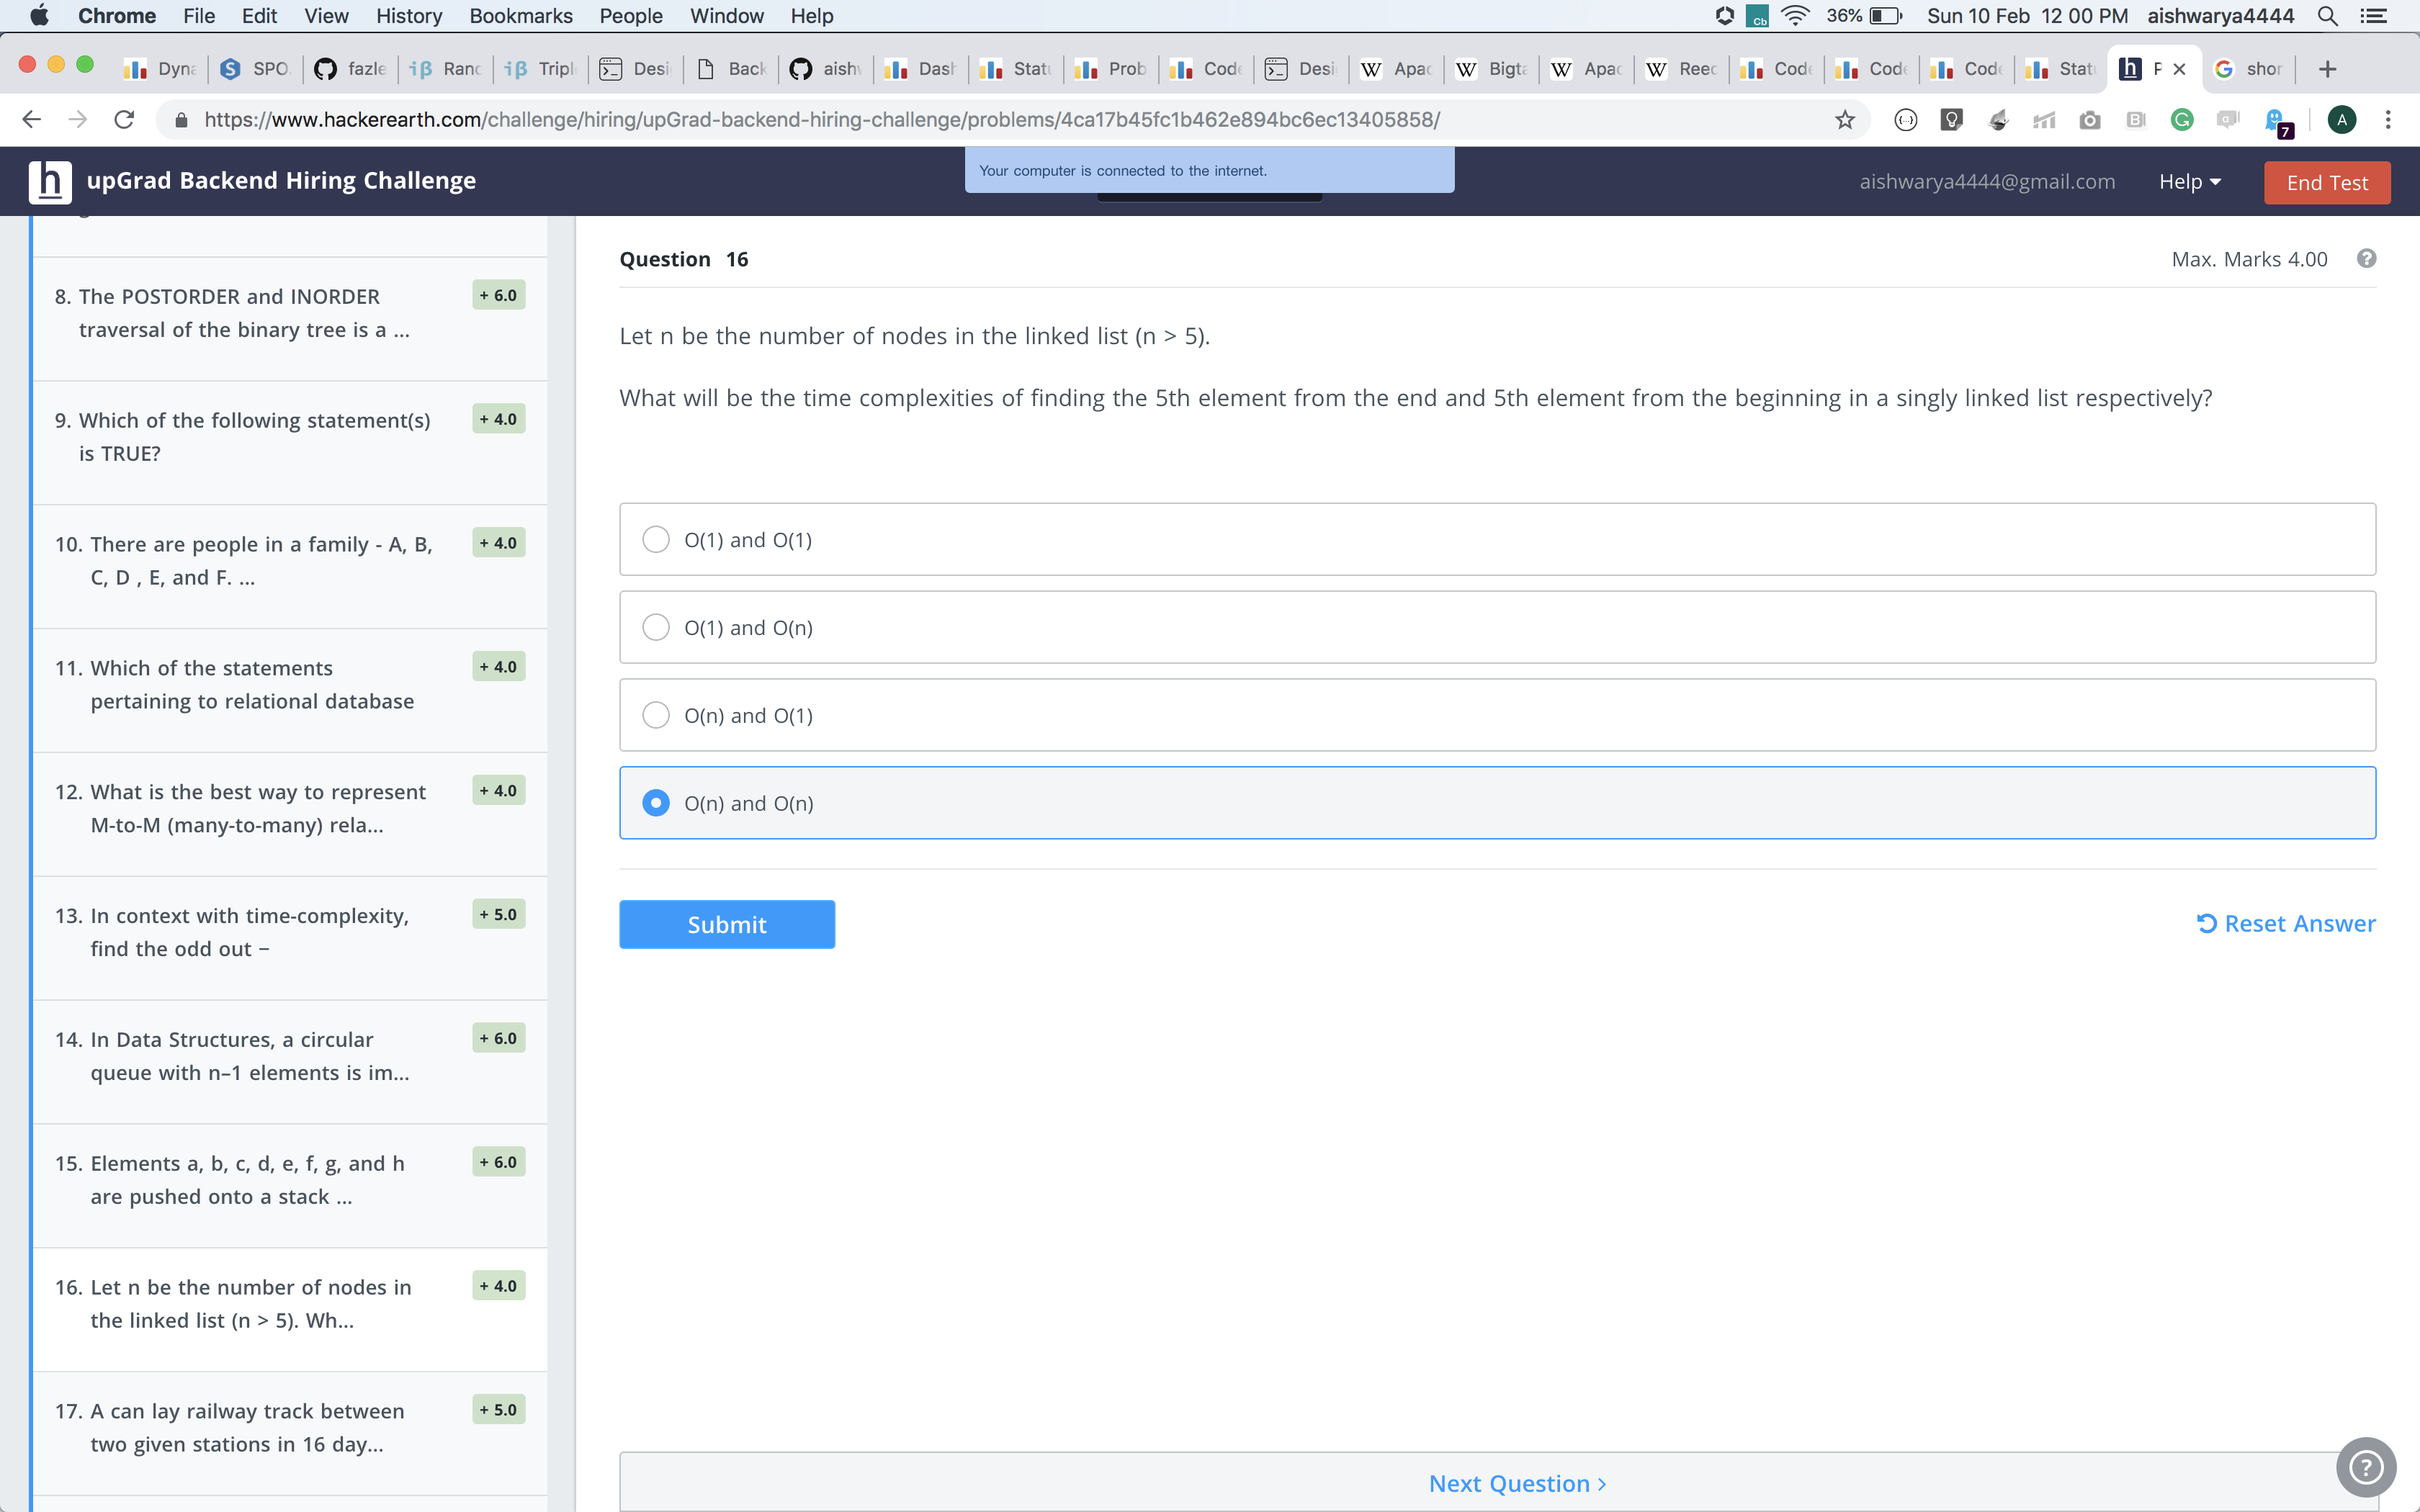 Chrome File Edit View History Bookmarks People Window Help
Cb 36% Sun 10 Feb 12 00 PM aishwarya4444
Dyna SPO. fazle Rand Triple Desi Back aishw Dash Statu Prob Code Desi Apac Bigta Apac Reed Code Code Code Statu P shor
https://www.hackerearth.com/challenge/hiring/upGrad-backend-hiring-challenge/problems/4ca17b45fc1b462e894bc6ec13405858/
7
A
h upGrad Backend Hiring Challenge
Your computer is connected to the internet.
aishwarya4444@gmail.com Help End Test
8. The POSTORDER and INORDER + 6.0
traversal of the binary tree is a ...
9. Which of the following statement(s) + 4.0
is TRUE?
10. There are people in a family - A, B, + 4.0
C, D , E, and F. ...
11. Which of the statements + 4.0
pertaining to relational database
12. What is the best way to represent + 4.0
M-to-M (many-to-many) rela...
13. In context with time-complexity, + 5.0
find the odd out −
14. In Data Structures, a circular + 6.0
queue with n–1 elements is im...
15. Elements a, b, c, d, e, f, g, and h + 6.0
are pushed onto a stack ...
16. Let n be the number of nodes in + 4.0
the linked list (n > 5). Wh...
17. A can lay railway track between + 5.0
two given stations in 16 day...
Question 16 Max. Marks 4.00
Let n be the number of nodes in the linked list (n > 5).
What will be the time complexities of finding the 5th element from the end and 5th element from the beginning in a singly linked list respectively?
O(1) and O(1)
O(1) and O(n)
O(n) and O(1)
O(n) and O(n)
Submit Reset Answer
Next Question >